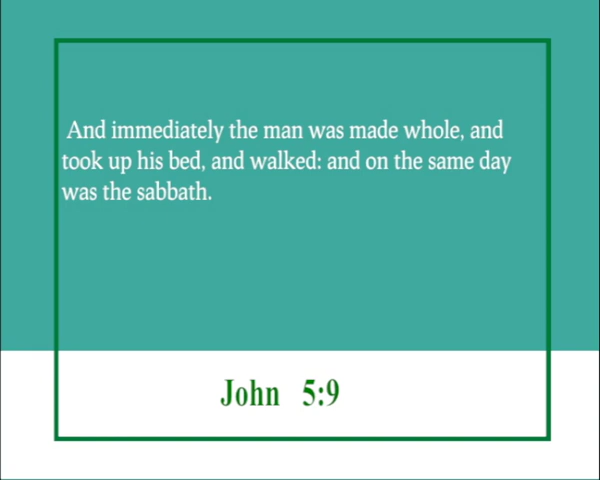 And immediately the man was made whole, and
took up his bed, and walked: and on the same day
was the sabbath.
John 5:9